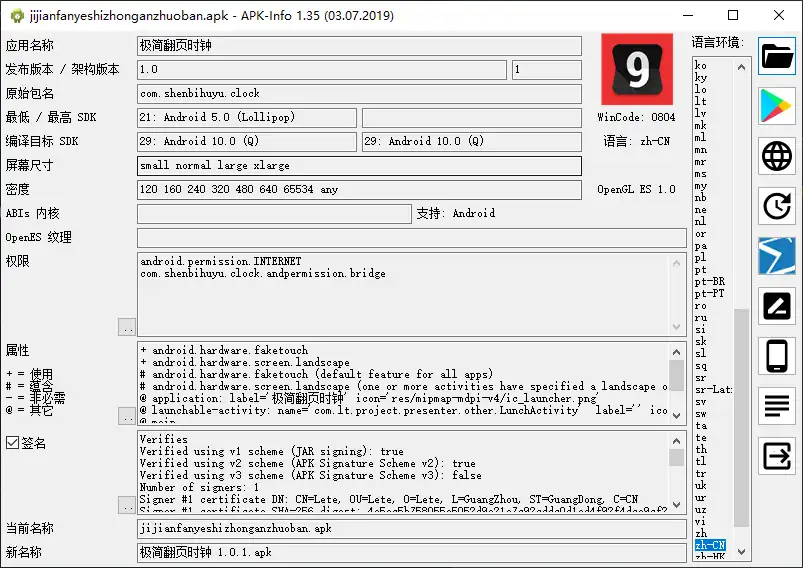 jijianfanyeshizhonganzhuoban.apk - APK-Info 1.35 (03.07.2019)
应用名称
极简翻页时钟
9
语言环境:
发布版本 / 架构版本
1.0
1
原始包名
com.shenbihuyu.clock
最低 / 最高 SDK
21: Android 5.0 (Lollipop)
WinCode: 0804
编译目标 SDK
29: Android 10.0 (Q)
29: Android 10.0 (Q)
语言: zh-CN
屏幕尺寸
small normal large xlarge
密度
120 160 240 320 480 640 65534 any
OpenGL ES 1.0
ABIs 内核
支持: Android
OpenES 纹理
权限
android.permission.INTERNET
com.shenbihuyu.clock.andpermission.bridge
..
属性
+ = 使用
# = 蕴含
- = 非必需
@ = 其它
+ android.hardware.faketouch
+ android.hardware.screen.landscape
# android.hardware.faketouch (default feature for all apps)
# android.hardware.screen.landscape (one or more activities have specified a landscape o
@ application: label='极简翻页时钟' icon='res/mipmap-mdpi-v4/ic_launcher.png'
@ launchable-activity: name='com.lt.project.presenter.other.LunchActivity' label='' ico
@ main
..
签名
Verifies
Verified using v1 scheme (JAR signing): true
Verified using v2 scheme (APK Signature Scheme v2): true
Verified using v3 scheme (APK Signature Scheme v3): false
Number of signers: 1
Signer #1 certificate DN: CN=Lete, OU=Lete, O=Lete, L=GuangZhou, ST=GuangDong, C=CN
Signer #1 certificate SHA-256 digest:
..
当前名称
jijianfanyeshizhonganzhuoban.apk
新名称
极简翻页时钟 1.0.1.apk
ko
ky
lo
lt
lv
mk
ml
mn
mr
ms
my
nb
ne
nl
or
pa
pl
pt
pt-BR
pt-PT
ro
ru
si
sk
sl
sq
sr
sr-Lat
sv
sw
ta
te
th
tl
tr
uk
ur
uz
vi
zh
zh-CN
zh-HK